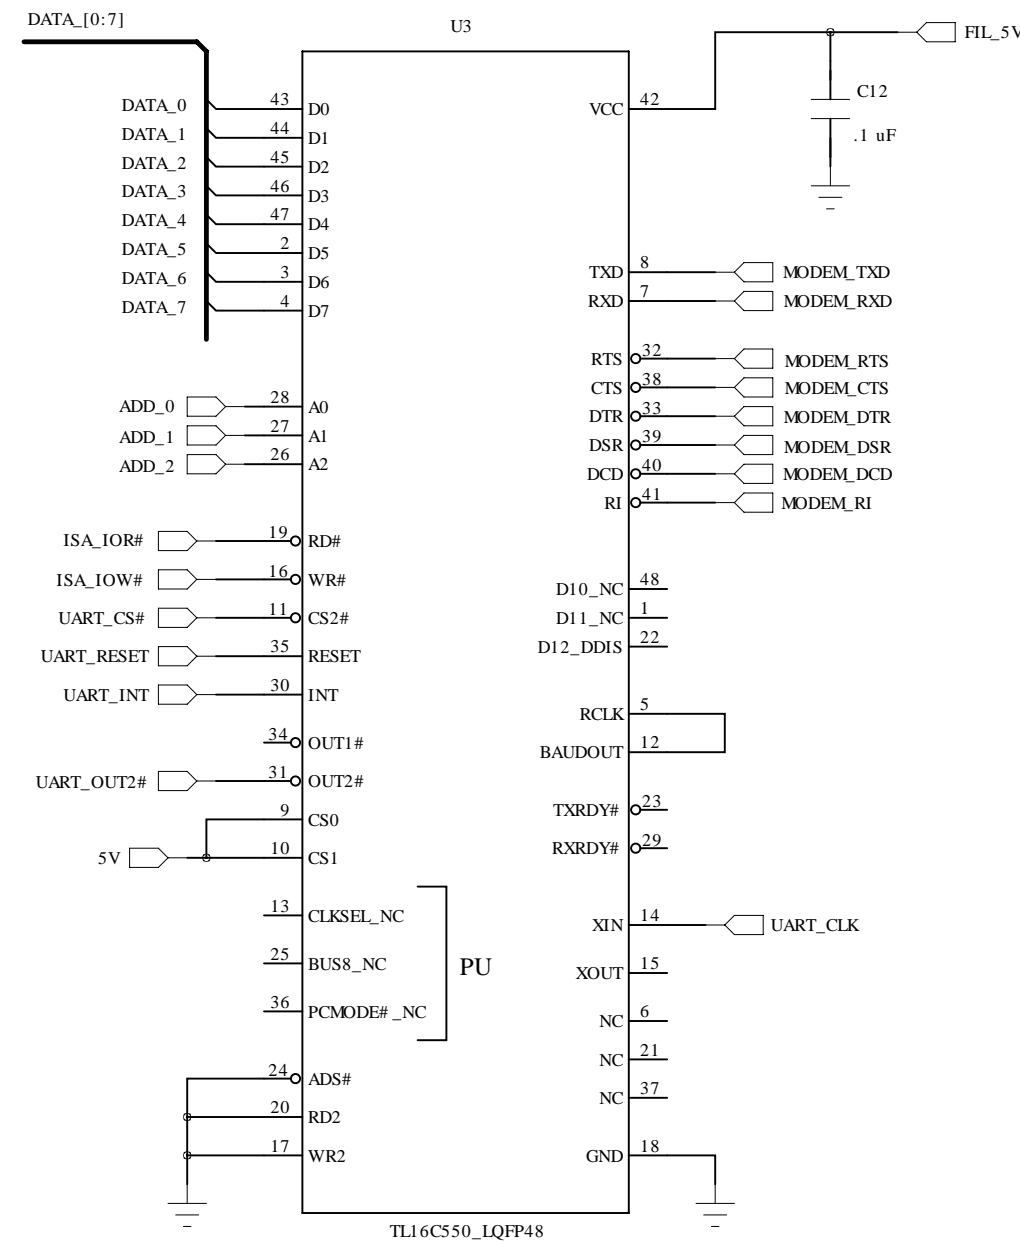 DATA_[0:7]
U3
FIL_5V
DATA_0 43 D0
VCC 42
C12
.1 uF
DATA_1 44 D1
DATA_2 45 D2
DATA_3 46 D3
DATA_4 47 D4
DATA_5 2 D5
DATA_6 3 D6
DATA_7 4 D7
TXD 8 MODEM_TXD
RXD 7 MODEM_RXD
RTS 32 MODEM_RTS
CTS 38 MODEM_CTS
DTR 33 MODEM_DTR
DSR 39 MODEM_DSR
DCD 40 MODEM_DCD
RI 41 MODEM_RI
ADD_0 28 A0
ADD_1 27 A1
ADD_2 26 A2
ISA_IOR# 19 RD#
ISA_IOW# 16 WR#
UART_CS# 11 CS2#
UART_RESET 35 RESET
UART_INT 30 INT
34 OUT1#
UART_OUT2# 31 OUT2#
9 CS0
5V 10 CS1
D10_NC 48
D11_NC 1
D12_DDIS 22
RCLK 5
BAUDOUT 12
TXRDY# 23
RXRDY# 29
13 CLKSEL_NC
25 BUS8_NC
36 PCMODE#_NC
PU
XIN 14 UART_CLK
XOUT 15
NC 6
NC 21
NC 37
24 ADS#
20 RD2
17 WR2
GND 18
TL16C550_LQFP48